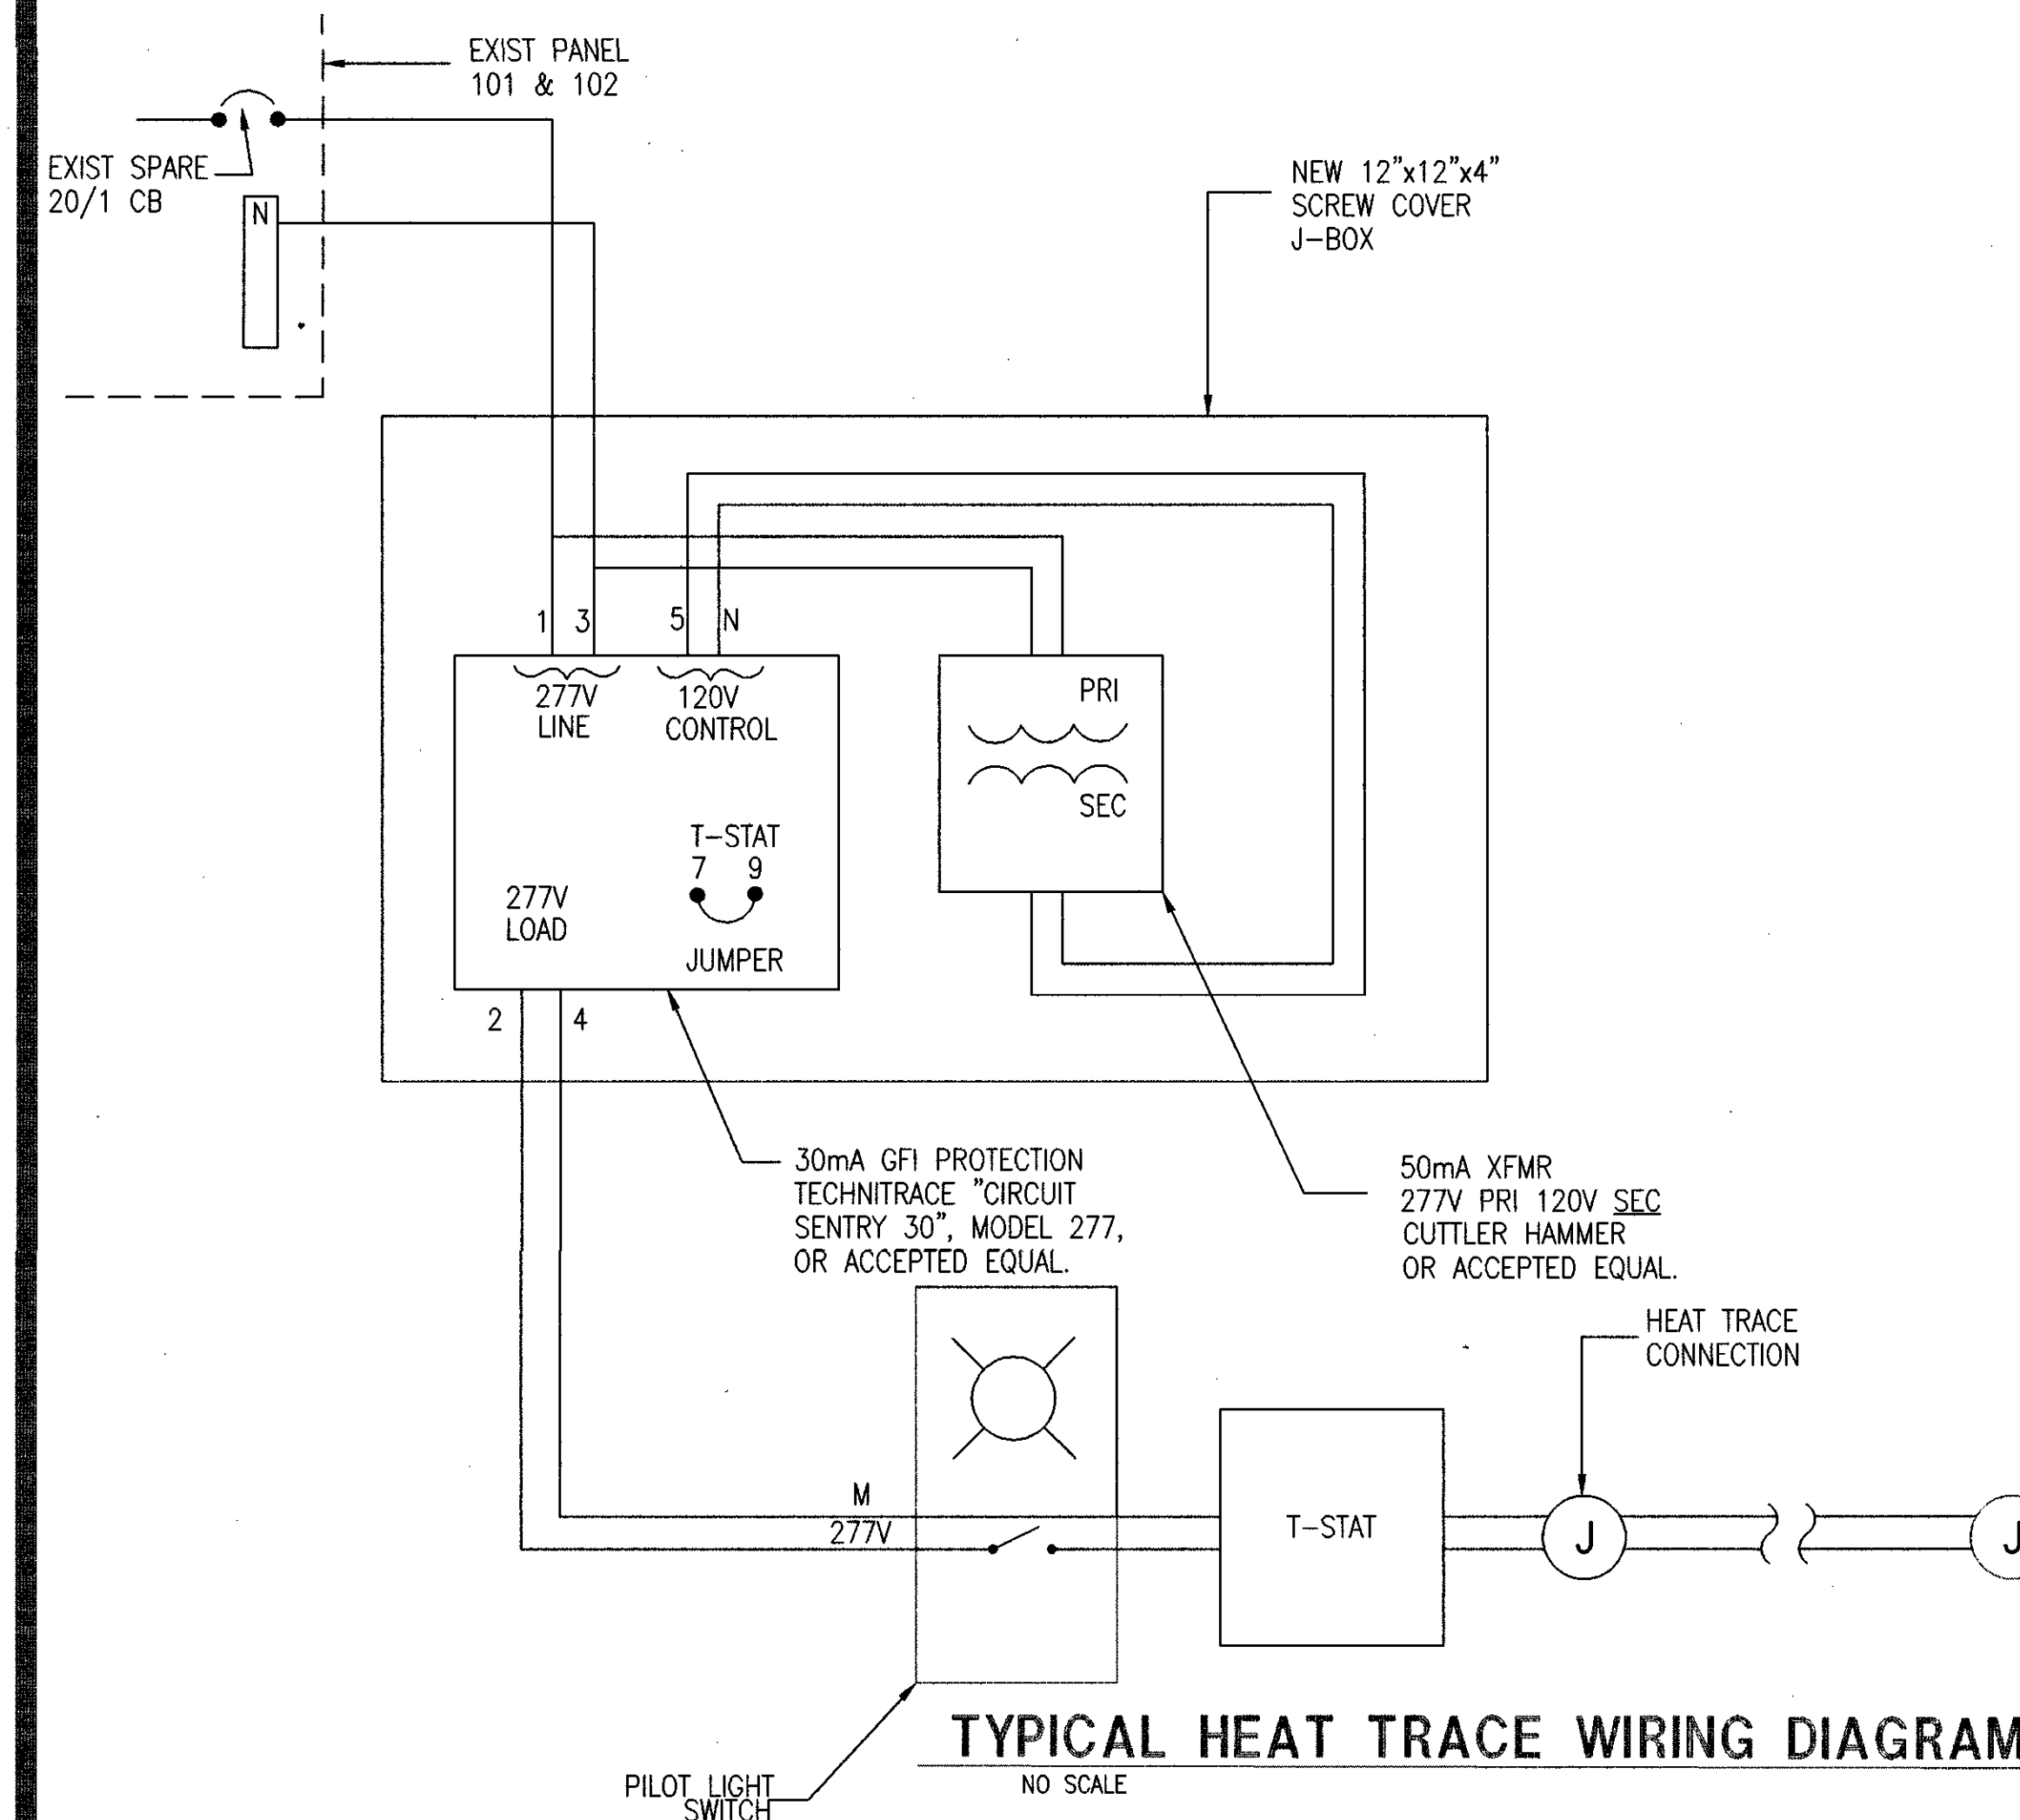 EXIST PANEL
101 & 102
EXIST SPARE
20/1 CB
N
NEW 12"x12"x4"
SCREW COVER
J-BOX
1 3 5 N
277V
LINE
120V
CONTROL
PRI
SEC
T-STAT
7 9
JUMPER
277V
LOAD
2 4
30mA GFI PROTECTION
TECHNITRACE "CIRCUIT
SENTRY 30", MODEL 277,
OR ACCEPTED EQUAL.
50mA XFMR
277V PRI 120V SEC
CUTTLER HAMMER
OR ACCEPTED EQUAL.
HEAT TRACE
CONNECTION
M
277V
T-STAT
J
J
PILOT LIGHT
SWITCH
TYPICAL HEAT TRACE WIRING DIAGRAM
NO SCALE